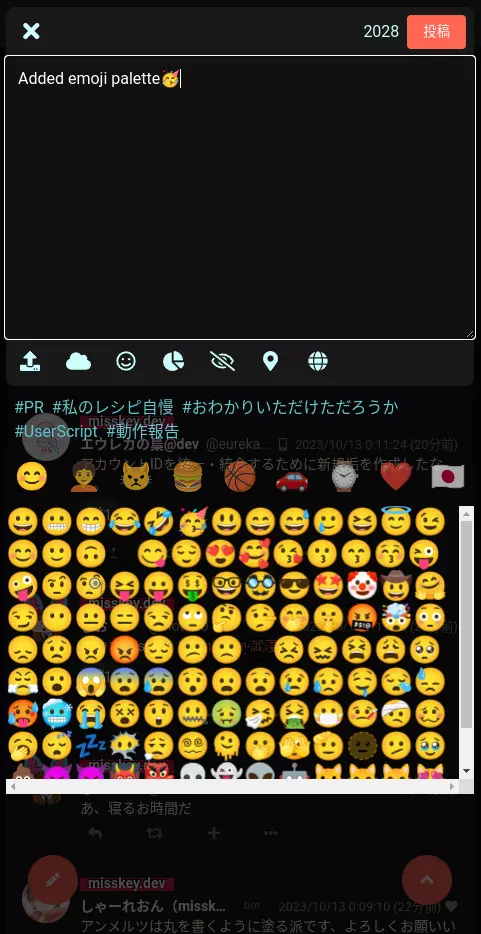 2028 投稿
Added emoji palette🥳
#PR #私のレシピ自慢 #おわかりいただけただろうか
misskey.dev
#UserScript #動作報告
エウレカの巣@dev @eureka… 2023/10/13 0:11:24 (20分前)
あ、寝るお時間だ
misskey.dev
しゃーれおん（missk… bot 2023/10/13 0:09:10 (22分前)
アンメルツは丸を書くように塗る派です、よろしくお願いい